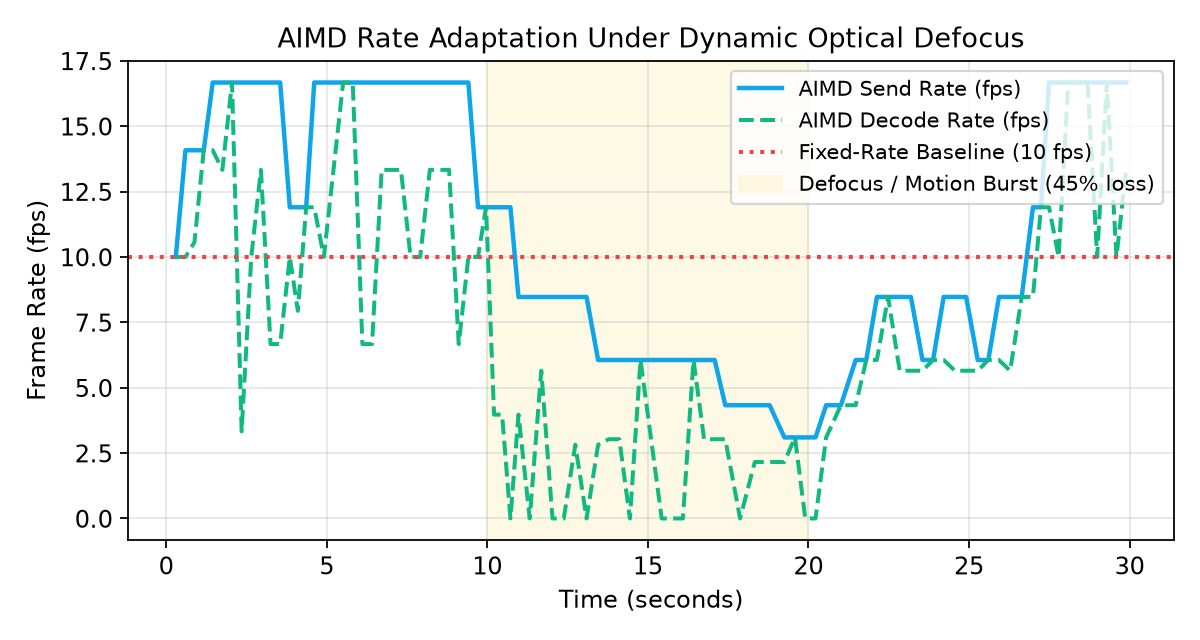 AIMD Rate Adaptation Under Dynamic Optical Defocus
17.5
15.0
12.5
10.0
7.5
5.0
2.5
0.0
Frame Rate (fps)
AIMD Send Rate (fps)
AIMD Decode Rate (fps)
Fixed-Rate Baseline (10 fps)
Defocus / Motion Burst (45% loss)
0 5 10 15 20 25 30
Time (seconds)